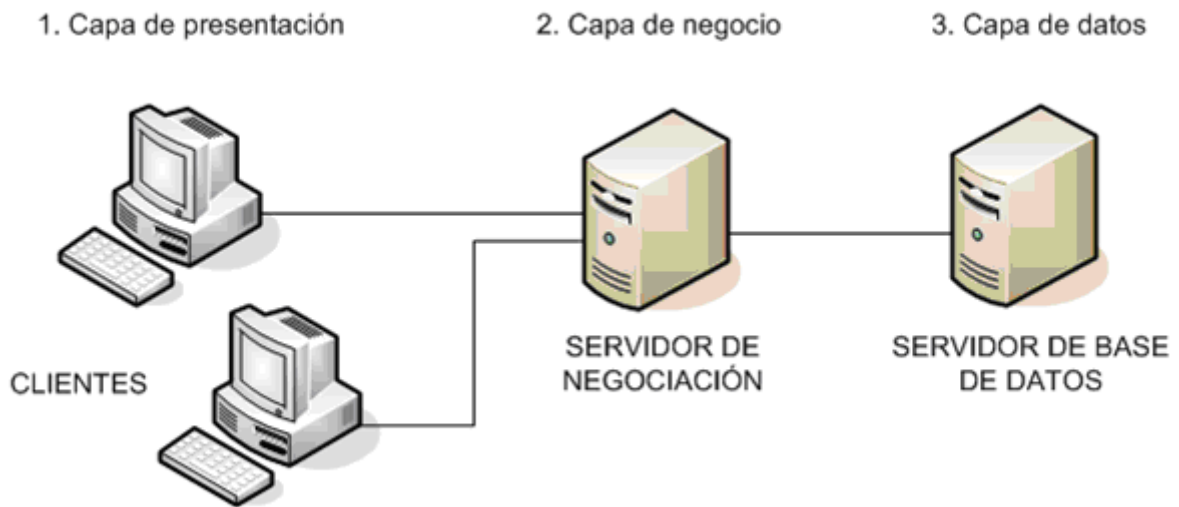 1. Capa de presentación
2. Capa de negocio
3. Capa de datos
CLIENTES
SERVIDOR DE
NEGOCIACIÓN
SERVIDOR DE BASE
DE DATOS